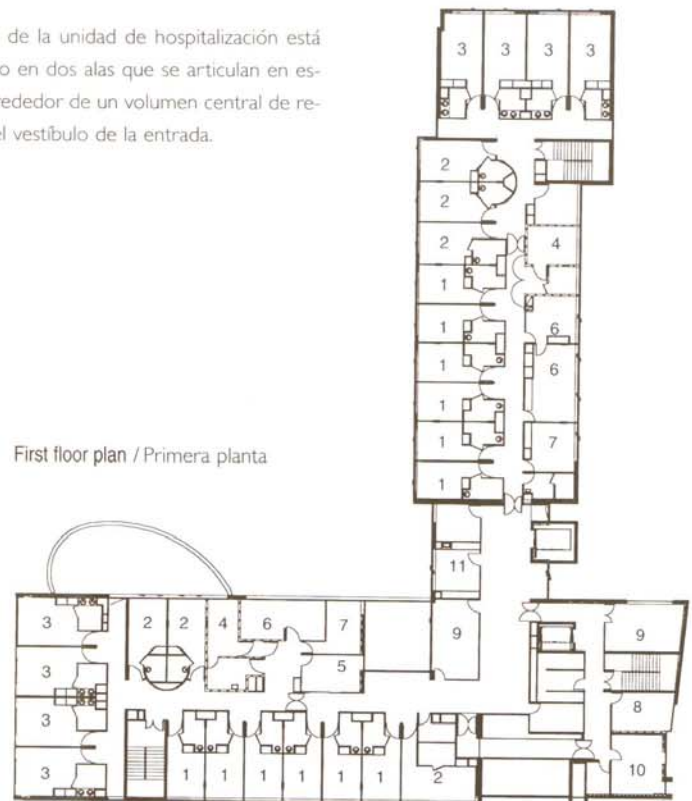 de la unidad de hospitalización está
o en dos alas que se articulan en es-
rededor de un volumen central de re-
el vestíbulo de la entrada.
3 3 3 3
2
2
2 4
1
1 6
1 6
1
1 7
1
First floor plan / Primera planta
11
3 2 2 4 6 7 9 9
3 5
3 8
3 1 1 1 1 1 1 2 10